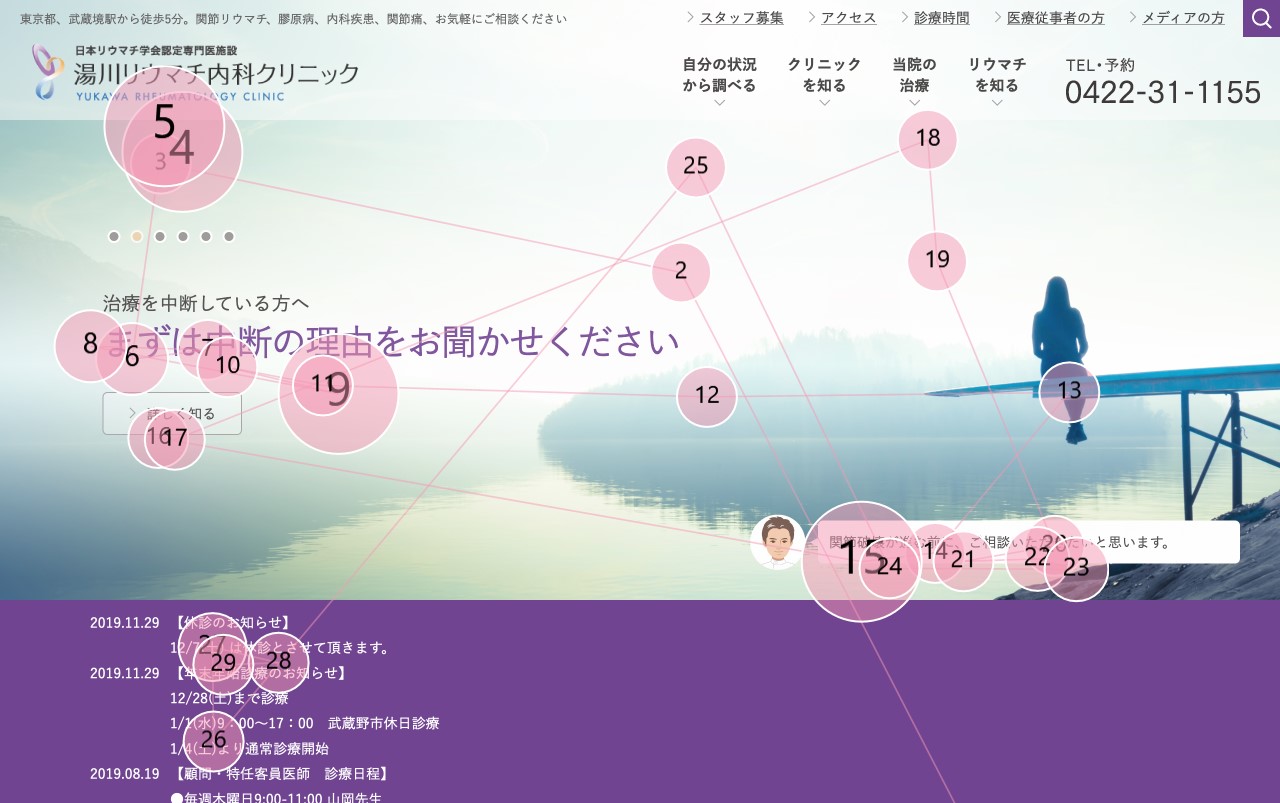 東京都、武蔵境駅から徒歩5分。関節リウマチ、膠原病、内科疾患、関節痛、お気軽にご相談ください
スタッフ募集 アクセス 診療時間 医療従事者の方 メディアの方
日本リウマチ学会認定専門医施設
湯川リウマチ内科クリニック
YUKAWA RHEUMATOLOGY CLINIC
自分の状況から調べる
クリニックを知る
当院の治療
リウマチを知る
TEL・予約
0422-31-1155
5
4
3
25
18
2
19
治療を中断している方へ
まずは中断の理由をお聞かせください
8
6
7
10
11
9
12
13
詳しく知る
16
17
ご相談いただきたいと思います。
15
24
14
21
22
20
23
2019.11.29 【休診のお知らせ】
12/7(土)は休診とさせて頂きます。
2019.11.29 【年末年始診療のお知らせ】
12/28(土)まで診療
1/1(水)9：00～17：00 武蔵野市休日診療
1/4(土)より通常診療開始
2019.08.19 【顧問・特任客員医師 診療日程】
●毎週木曜日9:00-11:00 山岡先生
27
29
28
26